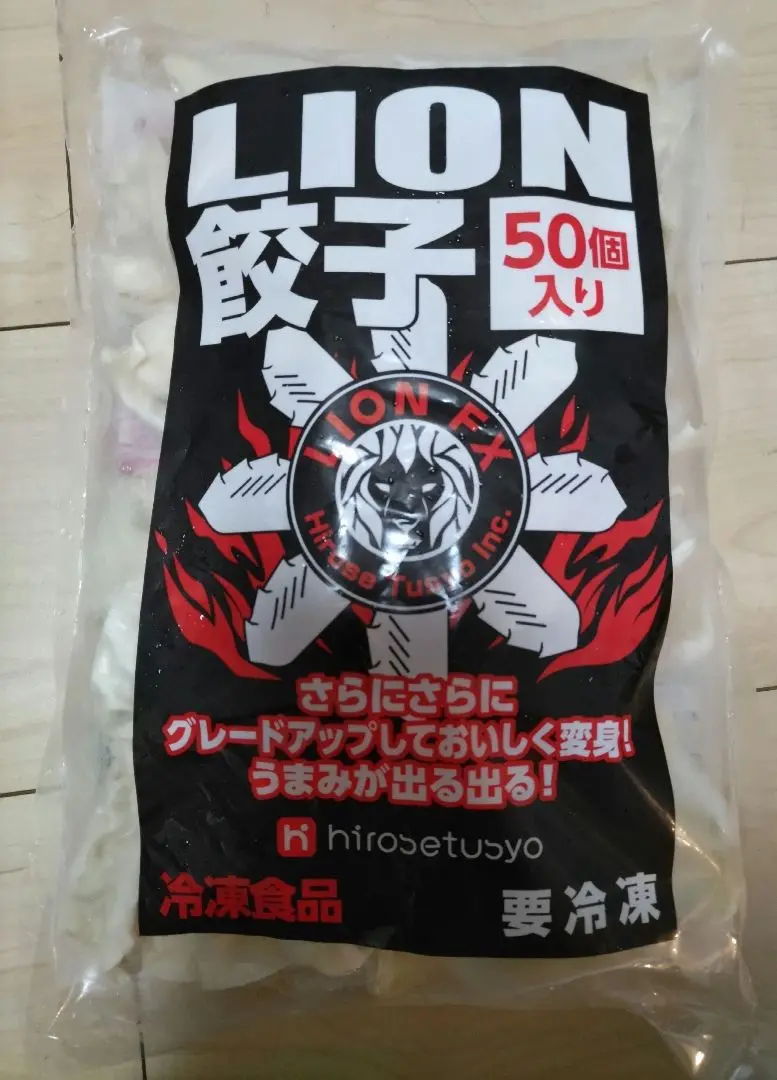 LION
餃子
50個
入り
LION FX
Hirose Tusyo Inc.
さらにさらに
グレードアップしておいしく変身!
うまみが出る出る!
hirosetusyo
冷凍食品
要冷凍